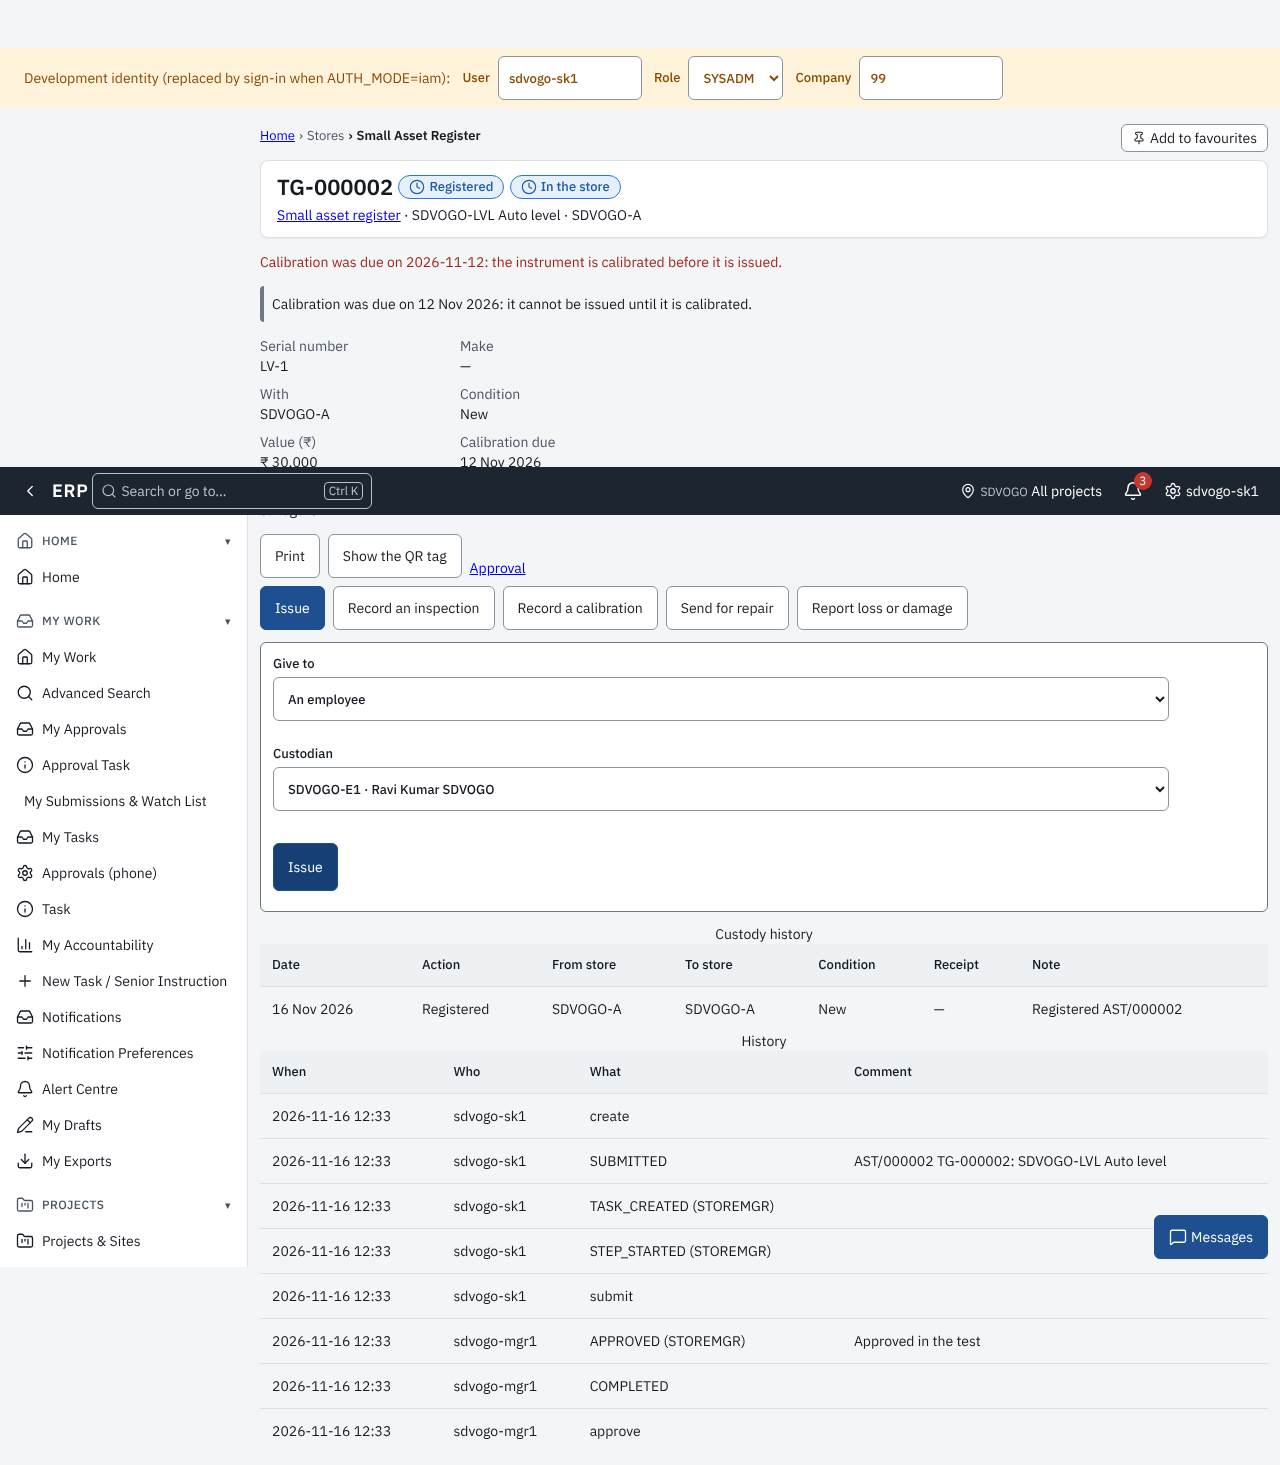 Development identity (replaced by sign-in when AUTH_MODE=iam): User sdvogo-sk1 Role SYSADM Company 99
Home › Stores › Small Asset Register
Add to favourites
TG-000002 Registered In the store
Small asset register · SDVOGO-LVL Auto level · SDVOGO-A
Calibration was due on 2026-11-12: the instrument is calibrated before it is issued.
Calibration was due on 12 Nov 2026: it cannot be issued until it is calibrated.
Serial number Make
LV-1 —
With Condition
SDVOGO-A New
Value (₹) Calibration due
₹ 30,000 12 Nov 2026
ERP Search or go to... Ctrl K SDVOGO All projects 3 sdvogo-sk1
HOME
Home
MY WORK
My Work
Advanced Search
My Approvals
Approval Task
My Submissions & Watch List
My Tasks
Approvals (phone)
Task
My Accountability
New Task / Senior Instruction
Notifications
Notification Preferences
Alert Centre
My Drafts
My Exports
PROJECTS
Projects & Sites
Print Show the QR tag Approval
Issue Record an inspection Record a calibration Send for repair Report loss or damage
Give to
An employee
Custodian
SDVOGO-E1 · Ravi Kumar SDVOGO
Issue
Custody history
Date Action From store To store Condition Receipt Note
16 Nov 2026 Registered SDVOGO-A SDVOGO-A New — Registered AST/000002
History
When Who What Comment
2026-11-16 12:33 sdvogo-sk1 create
2026-11-16 12:33 sdvogo-sk1 SUBMITTED AST/000002 TG-000002: SDVOGO-LVL Auto level
2026-11-16 12:33 sdvogo-sk1 TASK_CREATED (STOREMGR)
2026-11-16 12:33 sdvogo-sk1 STEP_STARTED (STOREMGR)
2026-11-16 12:33 sdvogo-sk1 submit
2026-11-16 12:33 sdvogo-mgr1 APPROVED (STOREMGR) Approved in the test
2026-11-16 12:33 sdvogo-mgr1 COMPLETED
2026-11-16 12:33 sdvogo-mgr1 approve
Messages